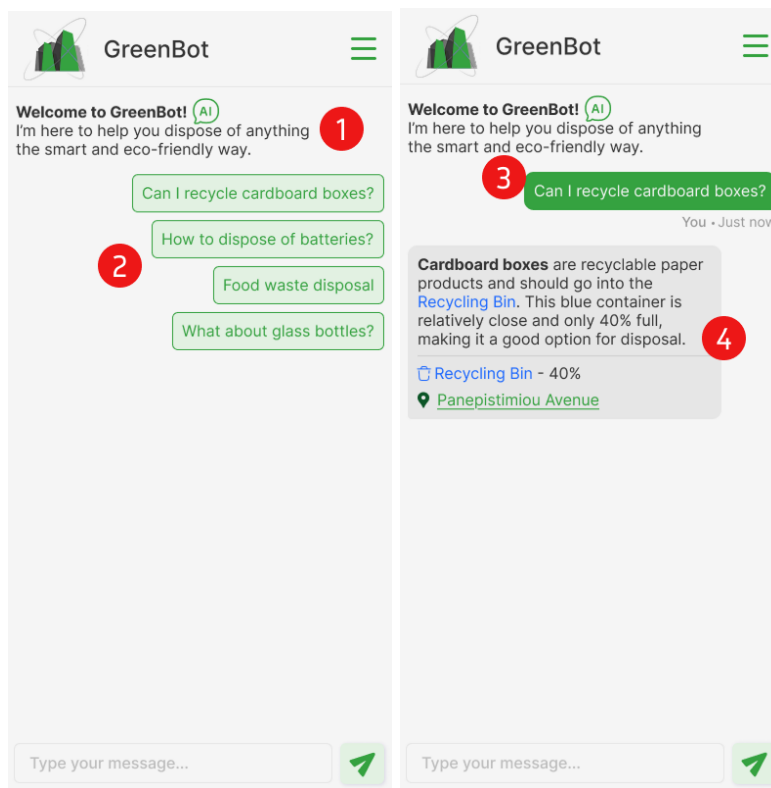 GreenBot
Welcome to GreenBot! AI
I'm here to help you dispose of anything
the smart and eco-friendly way.
1
Can I recycle cardboard boxes?
How to dispose of batteries?
2
Food waste disposal
What about glass bottles?
Type your message...
GreenBot
Welcome to GreenBot! AI
I'm here to help you dispose of anything
the smart and eco-friendly way.
3
Can I recycle cardboard boxes?
You • Just now
Cardboard boxes are recyclable paper
products and should go into the
Recycling Bin. This blue container is
relatively close and only 40% full,
making it a good option for disposal.
4
Recycling Bin - 40%
Panepistimiou Avenue
Type your message...